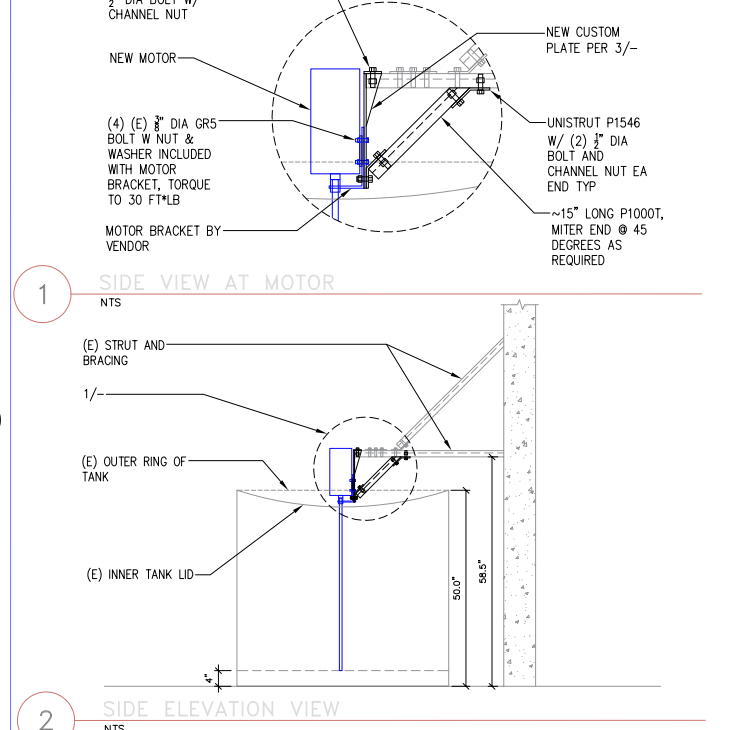 ½" DIA BOLT W/
CHANNEL NUT
NEW MOTOR
(4) (E) ⅜" DIA GR5
BOLT W NUT &
WASHER INCLUDED
WITH MOTOR
BRACKET, TORQUE
TO 30 FT*LB
MOTOR BRACKET BY
VENDOR
NEW CUSTOM
PLATE PER 3/-
UNISTRUT P1546
W/ (2) ½" DIA
BOLT AND
CHANNEL NUT EA
END TYP
~15" LONG P1000T,
MITER END @ 45
DEGREES AS
REQUIRED
1
SIDE VIEW AT MOTOR
NTS
(E) STRUT AND
BRACING
1/-
(E) OUTER RING OF
TANK
(E) INNER TANK LID
50.0"
58.5"
4"
2
SIDE ELEVATION VIEW
NTS